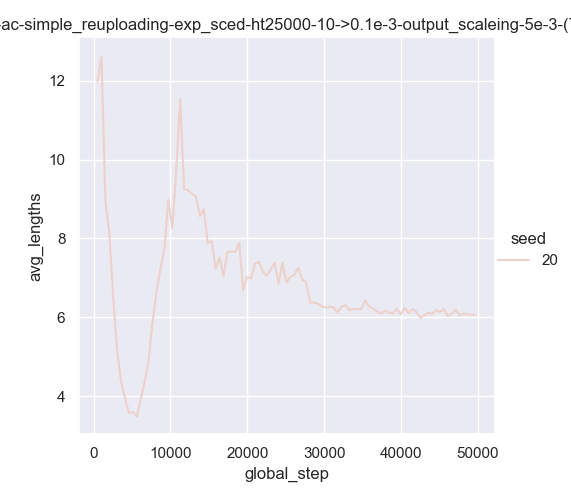 -ac-simple_reuploading-exp_sced-ht25000-10->0.1e-3-output_scaleing-5e-3-(
12
10
8
6
4
avg_lengths
0 10000 20000 30000 40000 50000
global_step
seed
20